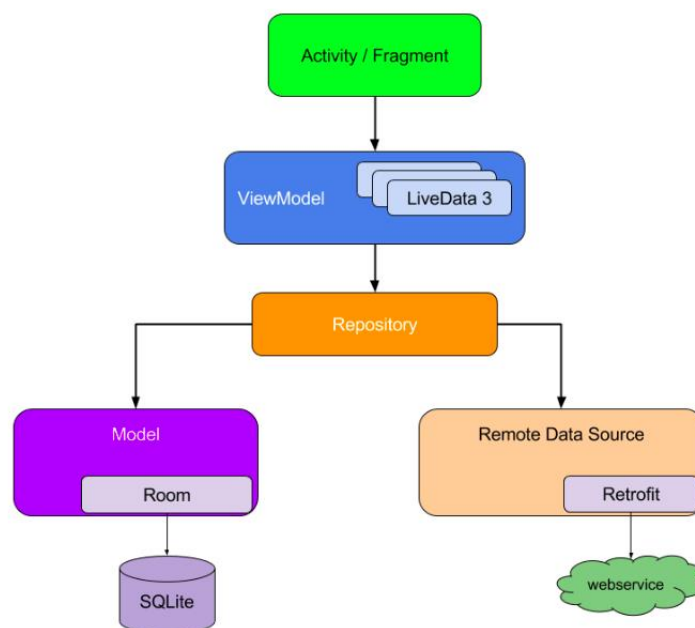 Activity / Fragment
ViewModel
LiveData 3
Repository
Model
Remote Data Source
Room
Retrofit
SQLite
webservice